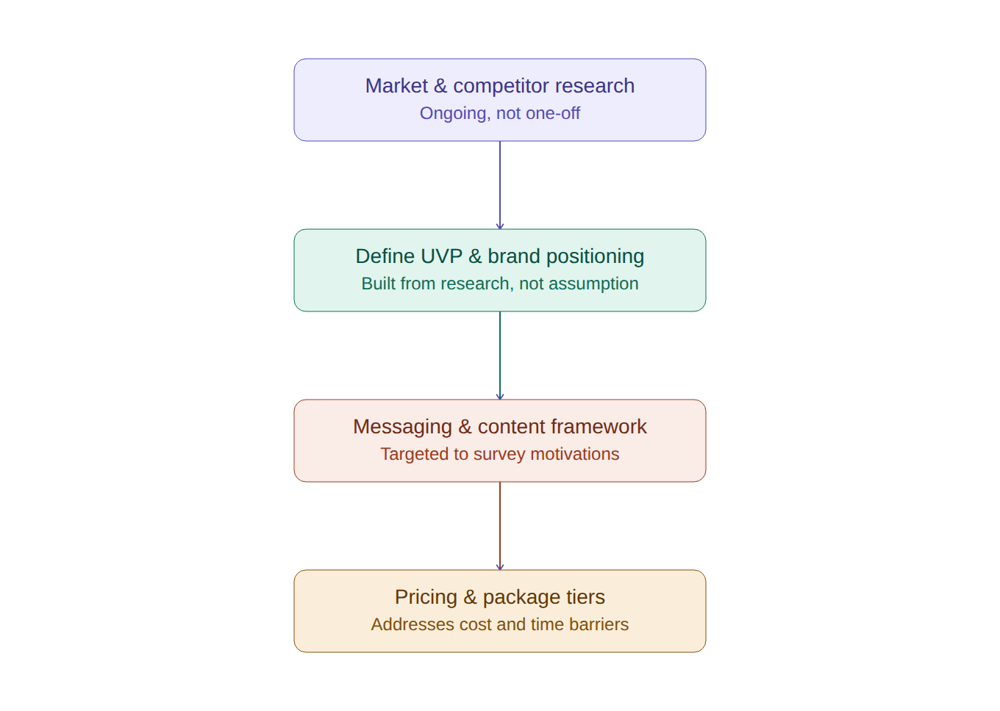 Market & competitor research
Ongoing, not one-off
Define UVP & brand positioning
Built from research, not assumption
Messaging & content framework
Targeted to survey motivations
Pricing & package tiers
Addresses cost and time barriers